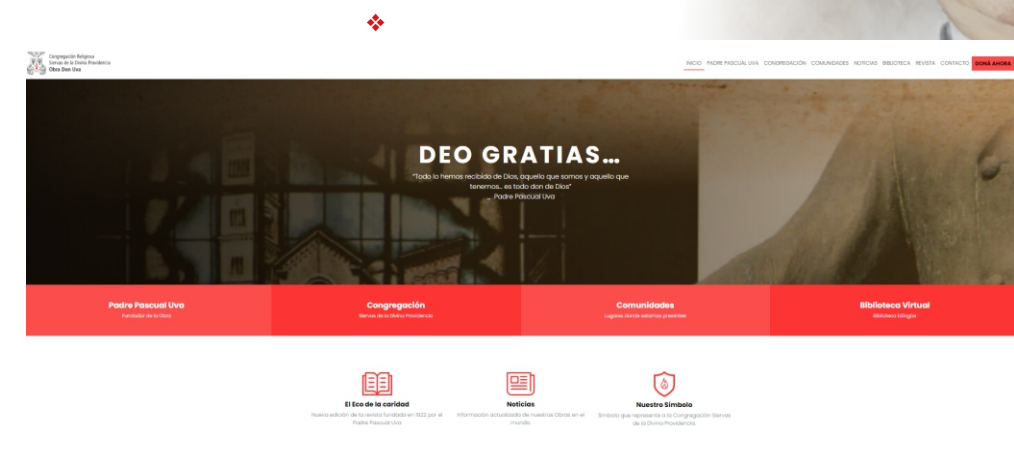 Congregación Religiosa
Siervas de la Divina Providencia
Obra Don Uva
INICIO PADRE PASCUAL UVA CONGREGACIÓN COMUNIDADES NOTICIAS BIBLIOTECA REVISTA CONTACTO DONÁ AHORA
DEO GRATIAS...
"Todo lo hemos recibido de Dios, aquello que somos y aquello que
tenemos... es todo don de Dios"
_ Padre Pascual Uva
Padre Pascual Uva
Fundador de la Obra
Congregación
Siervas de la Divina Providencia
Comunidades
Lugares donde estamos presentes
Biblioteca Virtual
Biblioteca bilingüe
El Eco de la caridad
Nueva edición de la revista fundada en 1922 por el
Padre Pascual Uva
Noticias
Información actualizada de nuestras Obras en el
mundo.
Nuestro Símbolo
Símbolo que representa a la Congregación Siervas
de la Divina Providencia.